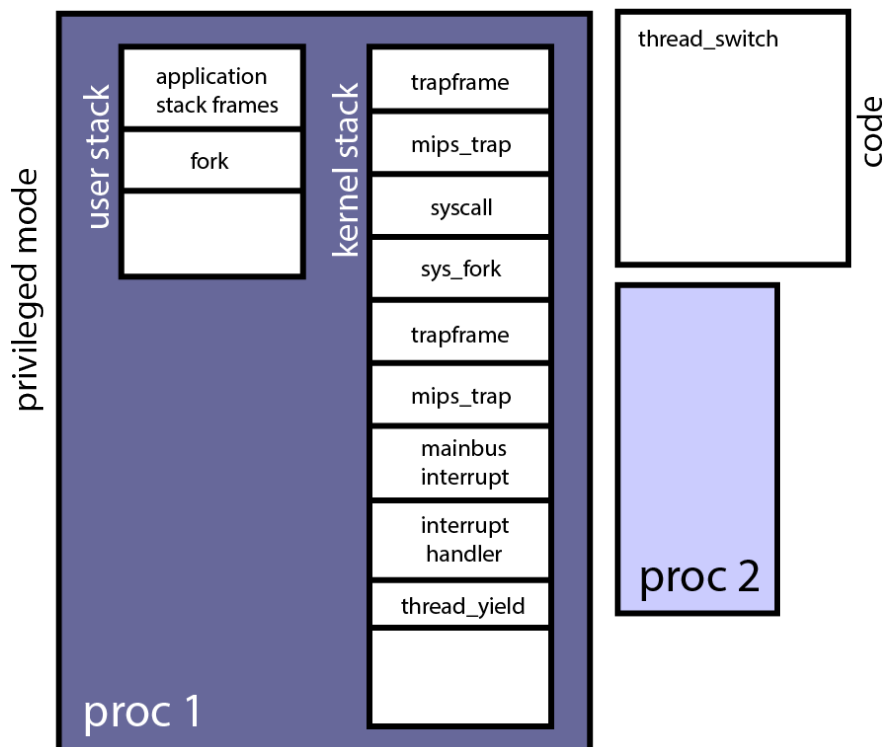 privileged mode
user stack
application
stack frames
fork
kernel stack
trapframe
mips_trap
syscall
sys_fork
trapframe
mips_trap
mainbus
interrupt
interrupt
handler
thread_yield
proc 1
thread_switch
code
proc 2